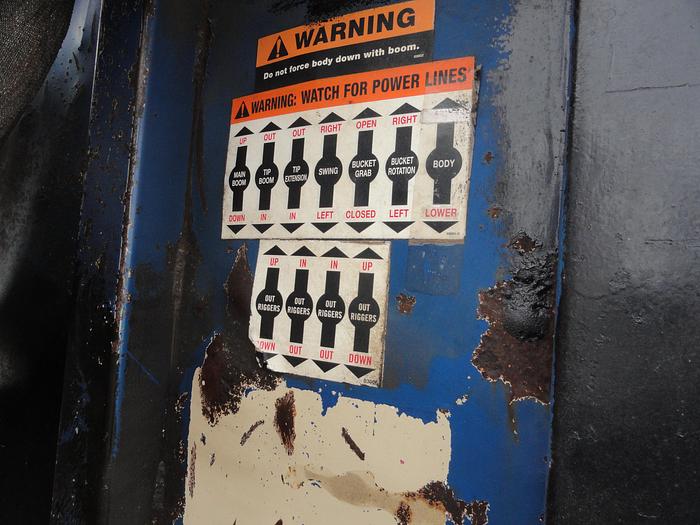 WARNING
Do not force body down with boom.
WARNING: WATCH FOR POWER LINES
UP OUT OUT RIGHT OPEN RIGHT
MAIN BOOM TIP BOOM TIP EXTENSION SWING BUCKET GRAB BUCKET ROTATION BODY
DOWN IN IN LEFT CLOSED LEFT LOWER
UP IN IN UP
OUT RIGGERS OUT RIGGERS OUT RIGGERS OUT RIGGERS
DOWN OUT OUT DOWN